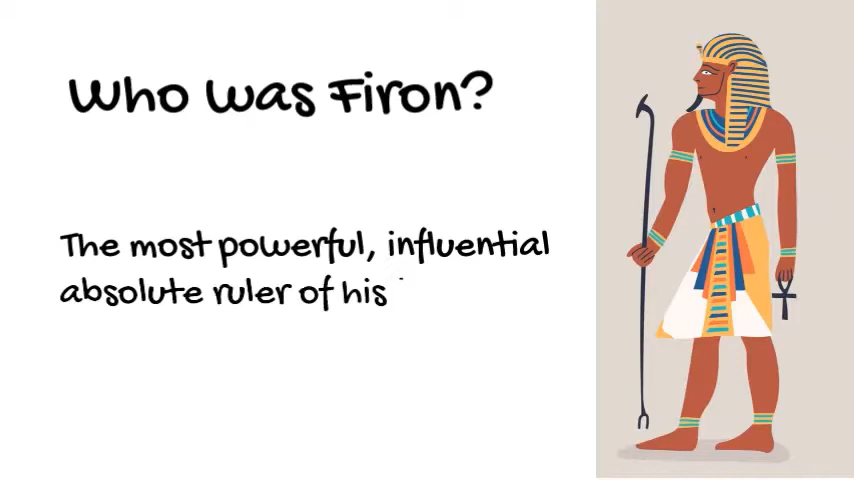 Who was Firon?
The most powerful, influential
absolute ruler of his